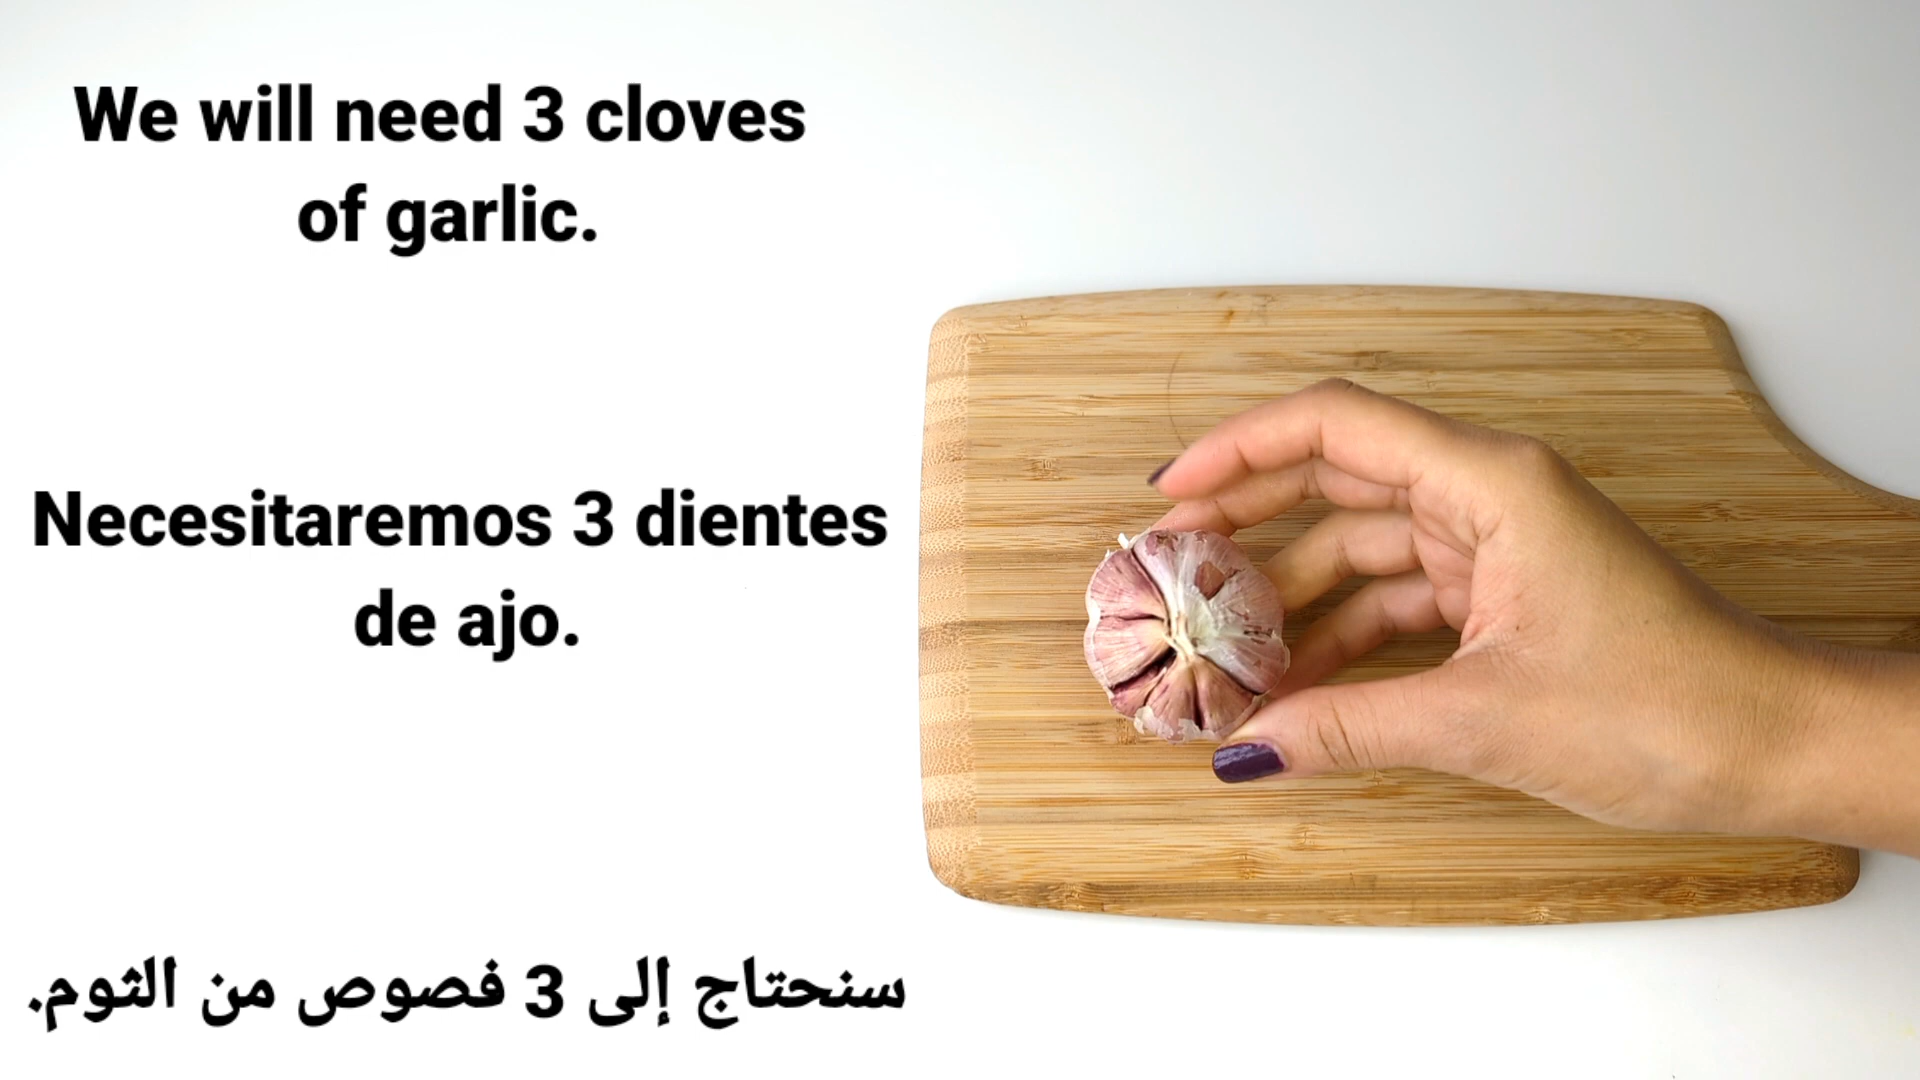 We will need 3 cloves
of garlic.
Necesitaremos 3 dientes
de ajo.
سنحتاج إلى 3 فصوص من الثوم.